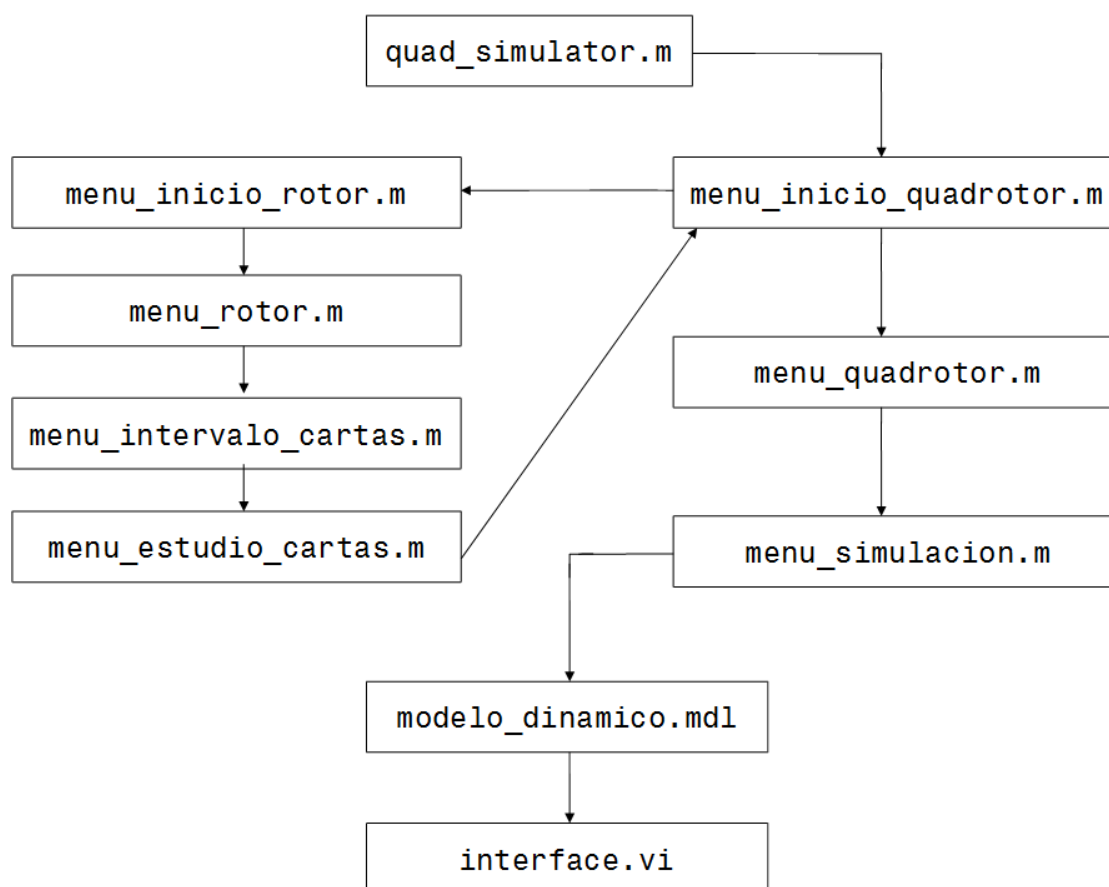 quad_simulator.m
menu_inicio_rotor.m
menu_inicio_quadrotor.m
menu_rotor.m
menu_quadrotor.m
menu_intervalo_cartas.m
menu_estudio_cartas.m
menu_simulacion.m
modelo_dinamico.mdl
interface.vi